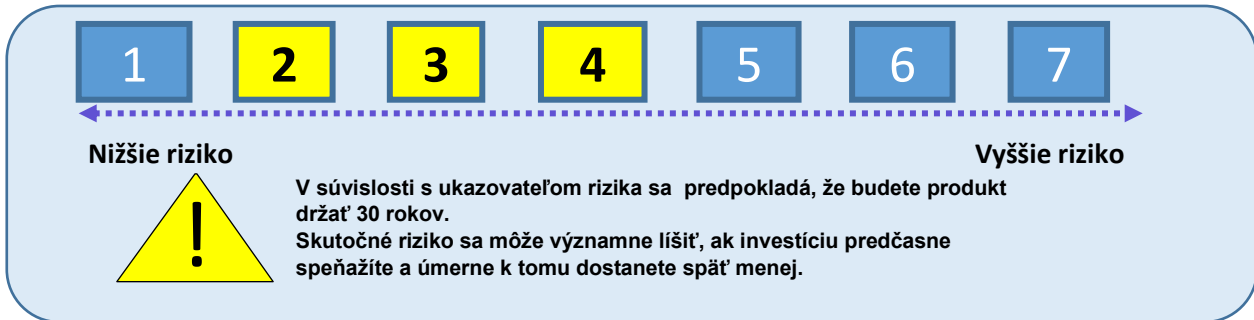 1 2 3 4 5 6 7
Nižšie riziko Vyššie riziko
!
V súvislosti s ukazovateľom rizika sa predpokladá, že budete produkt
držať 30 rokov.
Skutočné riziko sa môže významne líšiť, ak investíciu predčasne
speňažíte a úmerne k tomu dostanete späť menej.